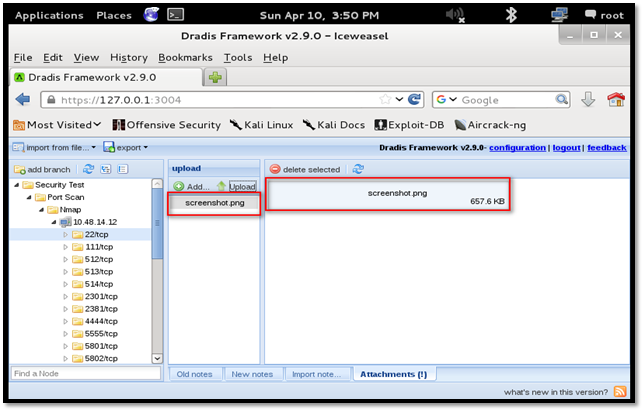 Applications Places Sun Apr 10, 3:50 PM root
Dradis Framework v2.9.0 – Iceweasel
File Edit View History Bookmarks Tools Help
Dradis Framework v2.9.0
https://127.0.0.1:3004 Google
Most Visited Offensive Security Kali Linux Kali Docs Exploit-DB Aircrack-ng
import from file... export Dradis Framework v2.9.0- configuration | logout | feedback
add branch
Security Test
Port Scan
Nmap
10.48.14.12
22/tcp
111/tcp
512/tcp
513/tcp
514/tcp
2301/tcp
2381/tcp
4444/tcp
5555/tcp
5801/tcp
5802/tcp
Find a Node
upload
Add... Upload
screenshot.png
delete selected
screenshot.png
657.6 KB
Old notes New notes Import note... Attachments (!)
what's new in this version?